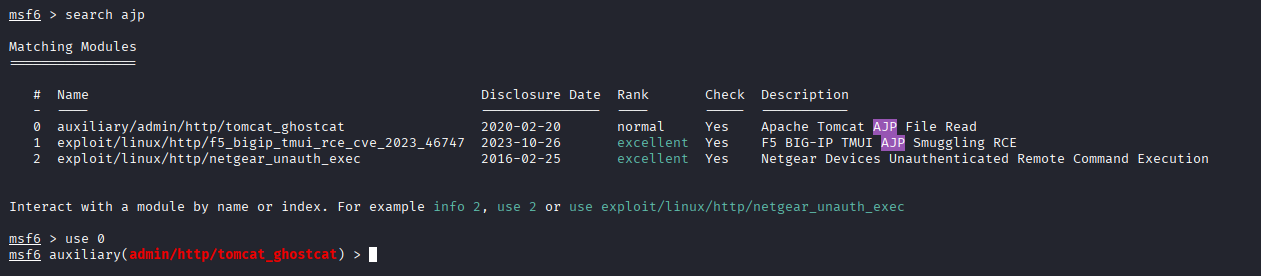 msf6 > search ajp
Matching Modules
================
# Name Disclosure Date Rank Check Description
- ---- --------------- ---- ----- -----------
0 auxiliary/admin/http/tomcat_ghostcat 2020-02-20 normal Yes Apache Tomcat AJP File Read
1 exploit/linux/http/f5_bigip_tmui_rce_cve_2023_46747 2023-10-26 excellent Yes F5 BIG-IP TMUI AJP Smuggling RCE
2 exploit/linux/http/netgear_unauth_exec 2016-02-25 excellent Yes Netgear Devices Unauthenticated Remote Command Execution
Interact with a module by name or index. For example info 2, use 2 or use exploit/linux/http/netgear_unauth_exec
msf6 > use 0
msf6 auxiliary(admin/http/tomcat_ghostcat) >